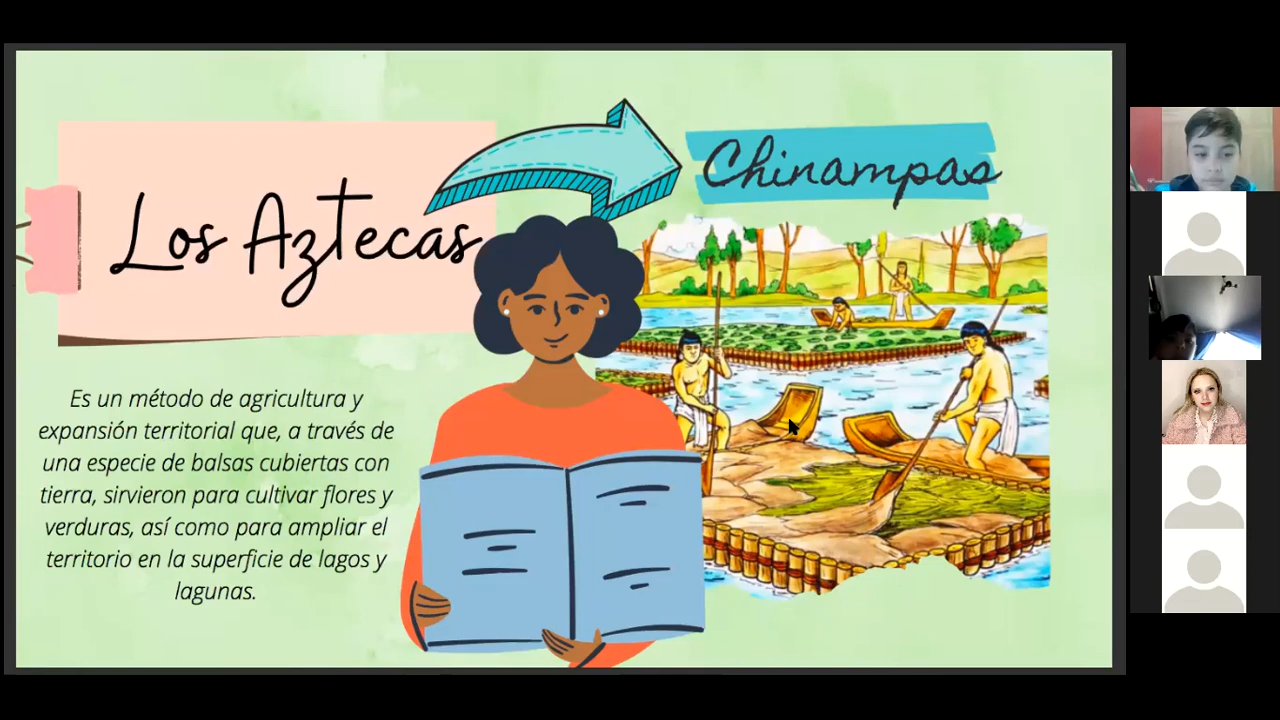 Los Aztecas
Chinampas
Es un método de agricultura y
expansión territorial que, a través de
una especie de balsas cubiertas con
tierra, sirvieron para cultivar flores y
verduras, así como para ampliar el
territorio en la superficie de lagos y
lagunas.